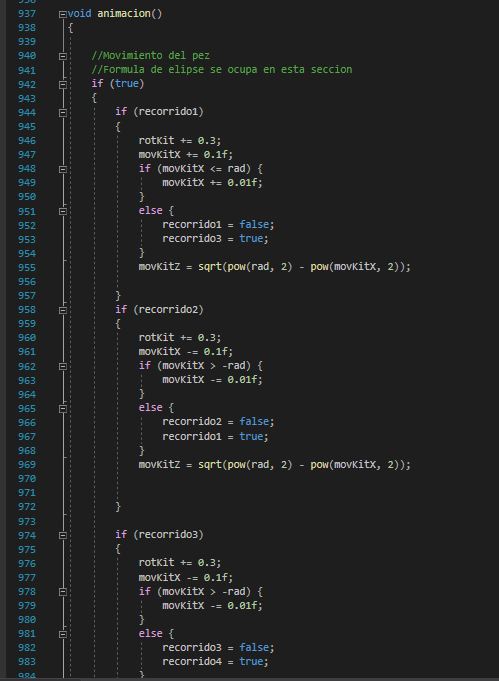 937 void animacion()
938 {
939
940 //Movimiento del pez
941 //Formula de elipse se ocupa en esta seccion
942 if (true)
943 {
944 if (recorrido1)
945 {
946 rotKit += 0.3;
947 movKitX += 0.1f;
948 if (movKitX <= rad) {
949 movKitX += 0.01f;
950 }
951 else {
952 recorrido1 = false;
953 recorrido3 = true;
954 }
955 movKitZ = sqrt(pow(rad, 2) - pow(movKitX, 2));
956
957 }
958 if (recorrido2)
959 {
960 rotKit += 0.3;
961 movKitX -= 0.1f;
962 if (movKitX > -rad) {
963 movKitX -= 0.01f;
964 }
965 else {
966 recorrido2 = false;
967 recorrido1 = true;
968 }
969 movKitZ = sqrt(pow(rad, 2) - pow(movKitX, 2));
970
971
972 }
973
974 if (recorrido3)
975 {
976 rotKit += 0.3;
977 movKitX -= 0.1f;
978 if (movKitX > -rad) {
979 movKitX -= 0.01f;
980 }
981 else {
982 recorrido3 = false;
983 recorrido4 = true;
984 }